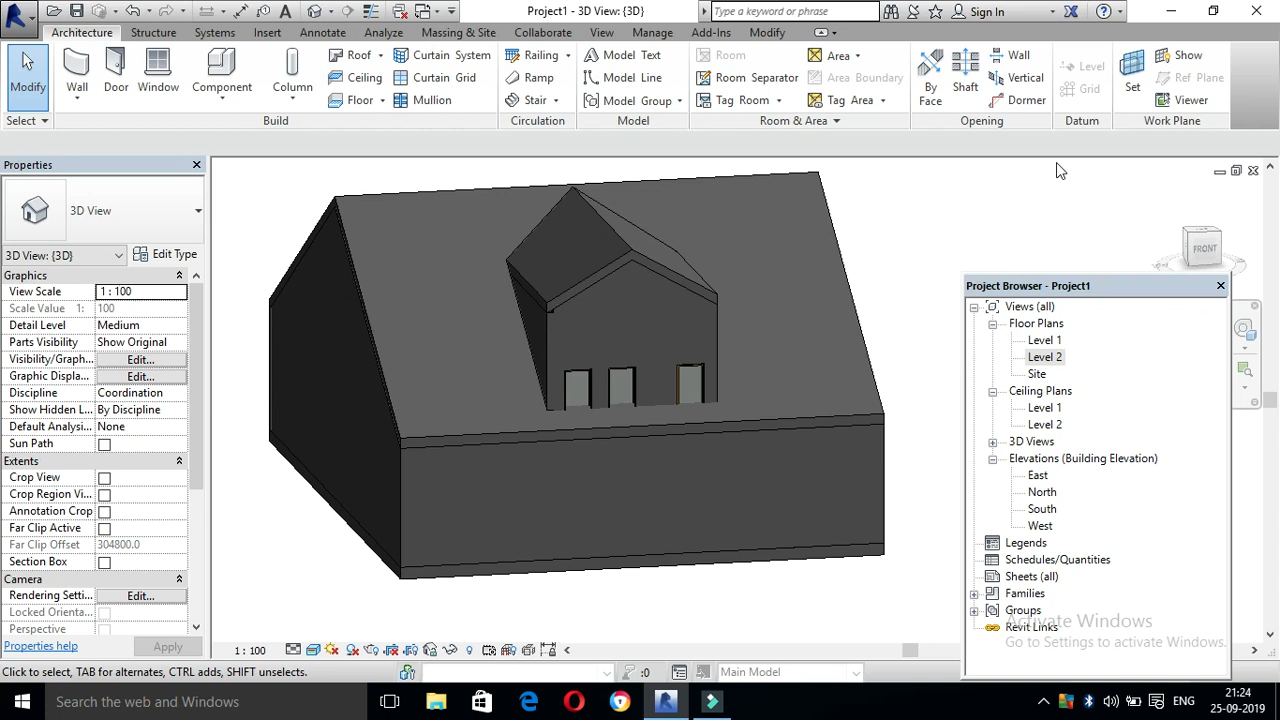 Project1 - 3D View: {3D}
Type a keyword or phrase
Sign In
Architecture Structure Systems Insert Annotate Analyze Massing & Site Collaborate View Manage Add-Ins Modify
Modify
Wall
Door
Window
Component
Column
Roof
Ceiling
Floor
Curtain System
Curtain Grid
Mullion
Railing
Ramp
Stair
Model Text
Model Line
Model Group
Room
Room Separator
Tag Room
Area
Area Boundary
Tag Area
By
Face
Shaft
Wall
Vertical
Dormer
Level
Grid
Set
Show
Ref Plane
Viewer
Select Build Circulation Model Room & Area Opening Datum Work Plane
Properties
3D View
3D View: {3D} Edit Type
Graphics
View Scale 1 : 100
Scale Value 1: 100
Detail Level Medium
Parts Visibility Show Original
Visibility/Graph... Edit...
Graphic Displa... Edit...
Discipline Coordination
Show Hidden L... By Discipline
Default Analysi... None
Sun Path
Extents
Crop View
Crop Region Vi...
Annotation Crop
Far Clip Active
Far Clip Offset 304800.0
Section Box
Camera
Rendering Setti... Edit...
Locked Orienta...
Perspective
Properties help Apply
FRONT
Project Browser - Project1
Views (all)
Floor Plans
Level 1
Level 2
Site
Ceiling Plans
Level 1
Level 2
3D Views
Elevations (Building Elevation)
East
North
South
West
Legends
Schedules/Quantities
Sheets (all)
Families
Groups
Revit Links
Activate Windows
Go to Settings to activate Windows.
1 : 100
Click to select, TAB for alternates, CTRL adds, SHIFT unselects.
:0
Main Model
Search the web and Windows
ENG
21:24
25-09-2019